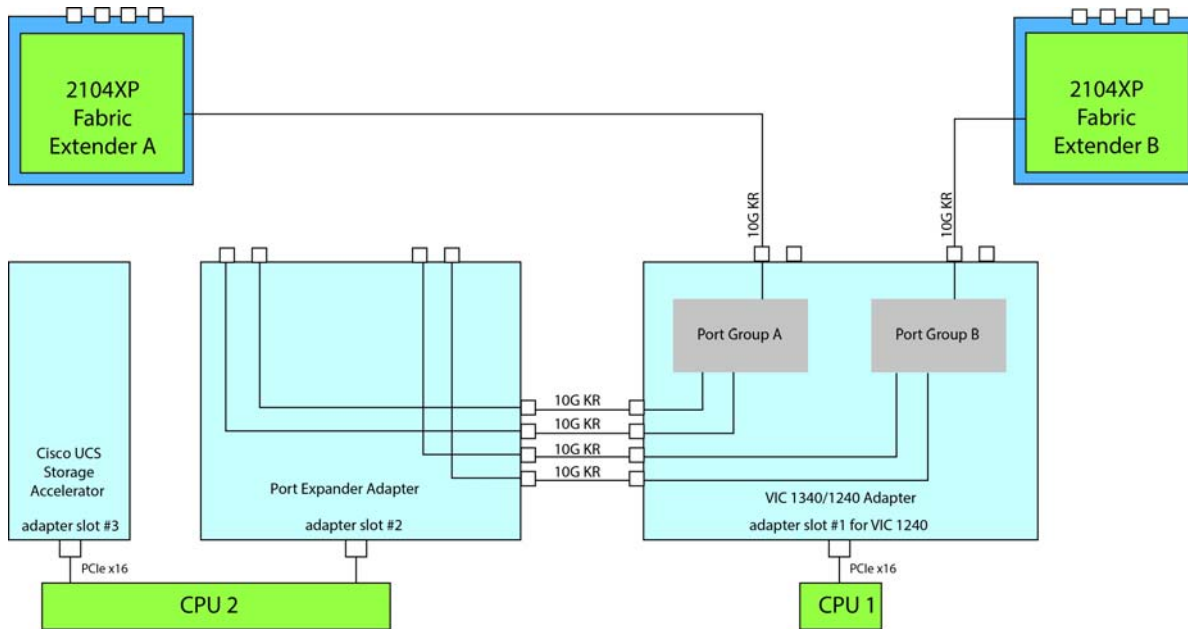 2104XP
Fabric
Extender A
2104XP
Fabric
Extender B
10G KR
10G KR
Port Group A
Port Group B
10G KR
10G KR
10G KR
10G KR
Cisco UCS
Storage
Accelerator
adapter slot #3
Port Expander Adapter
adapter slot #2
VIC 1340/1240 Adapter
adapter slot #1 for VIC 1240
PCIe x16
PCIe x16
CPU 2
CPU 1